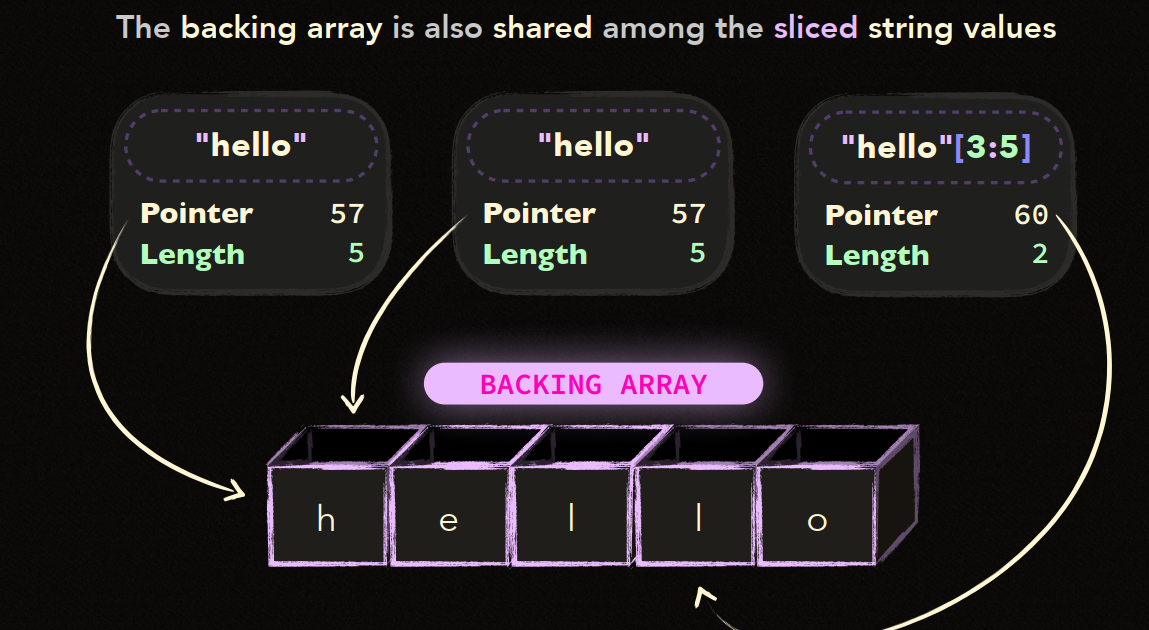 The backing array is also shared among the sliced string values
"hello"
Pointer 57
Length 5
"hello"
Pointer 57
Length 5
"hello"[3:5]
Pointer 60
Length 2
BACKING ARRAY
h e l l o